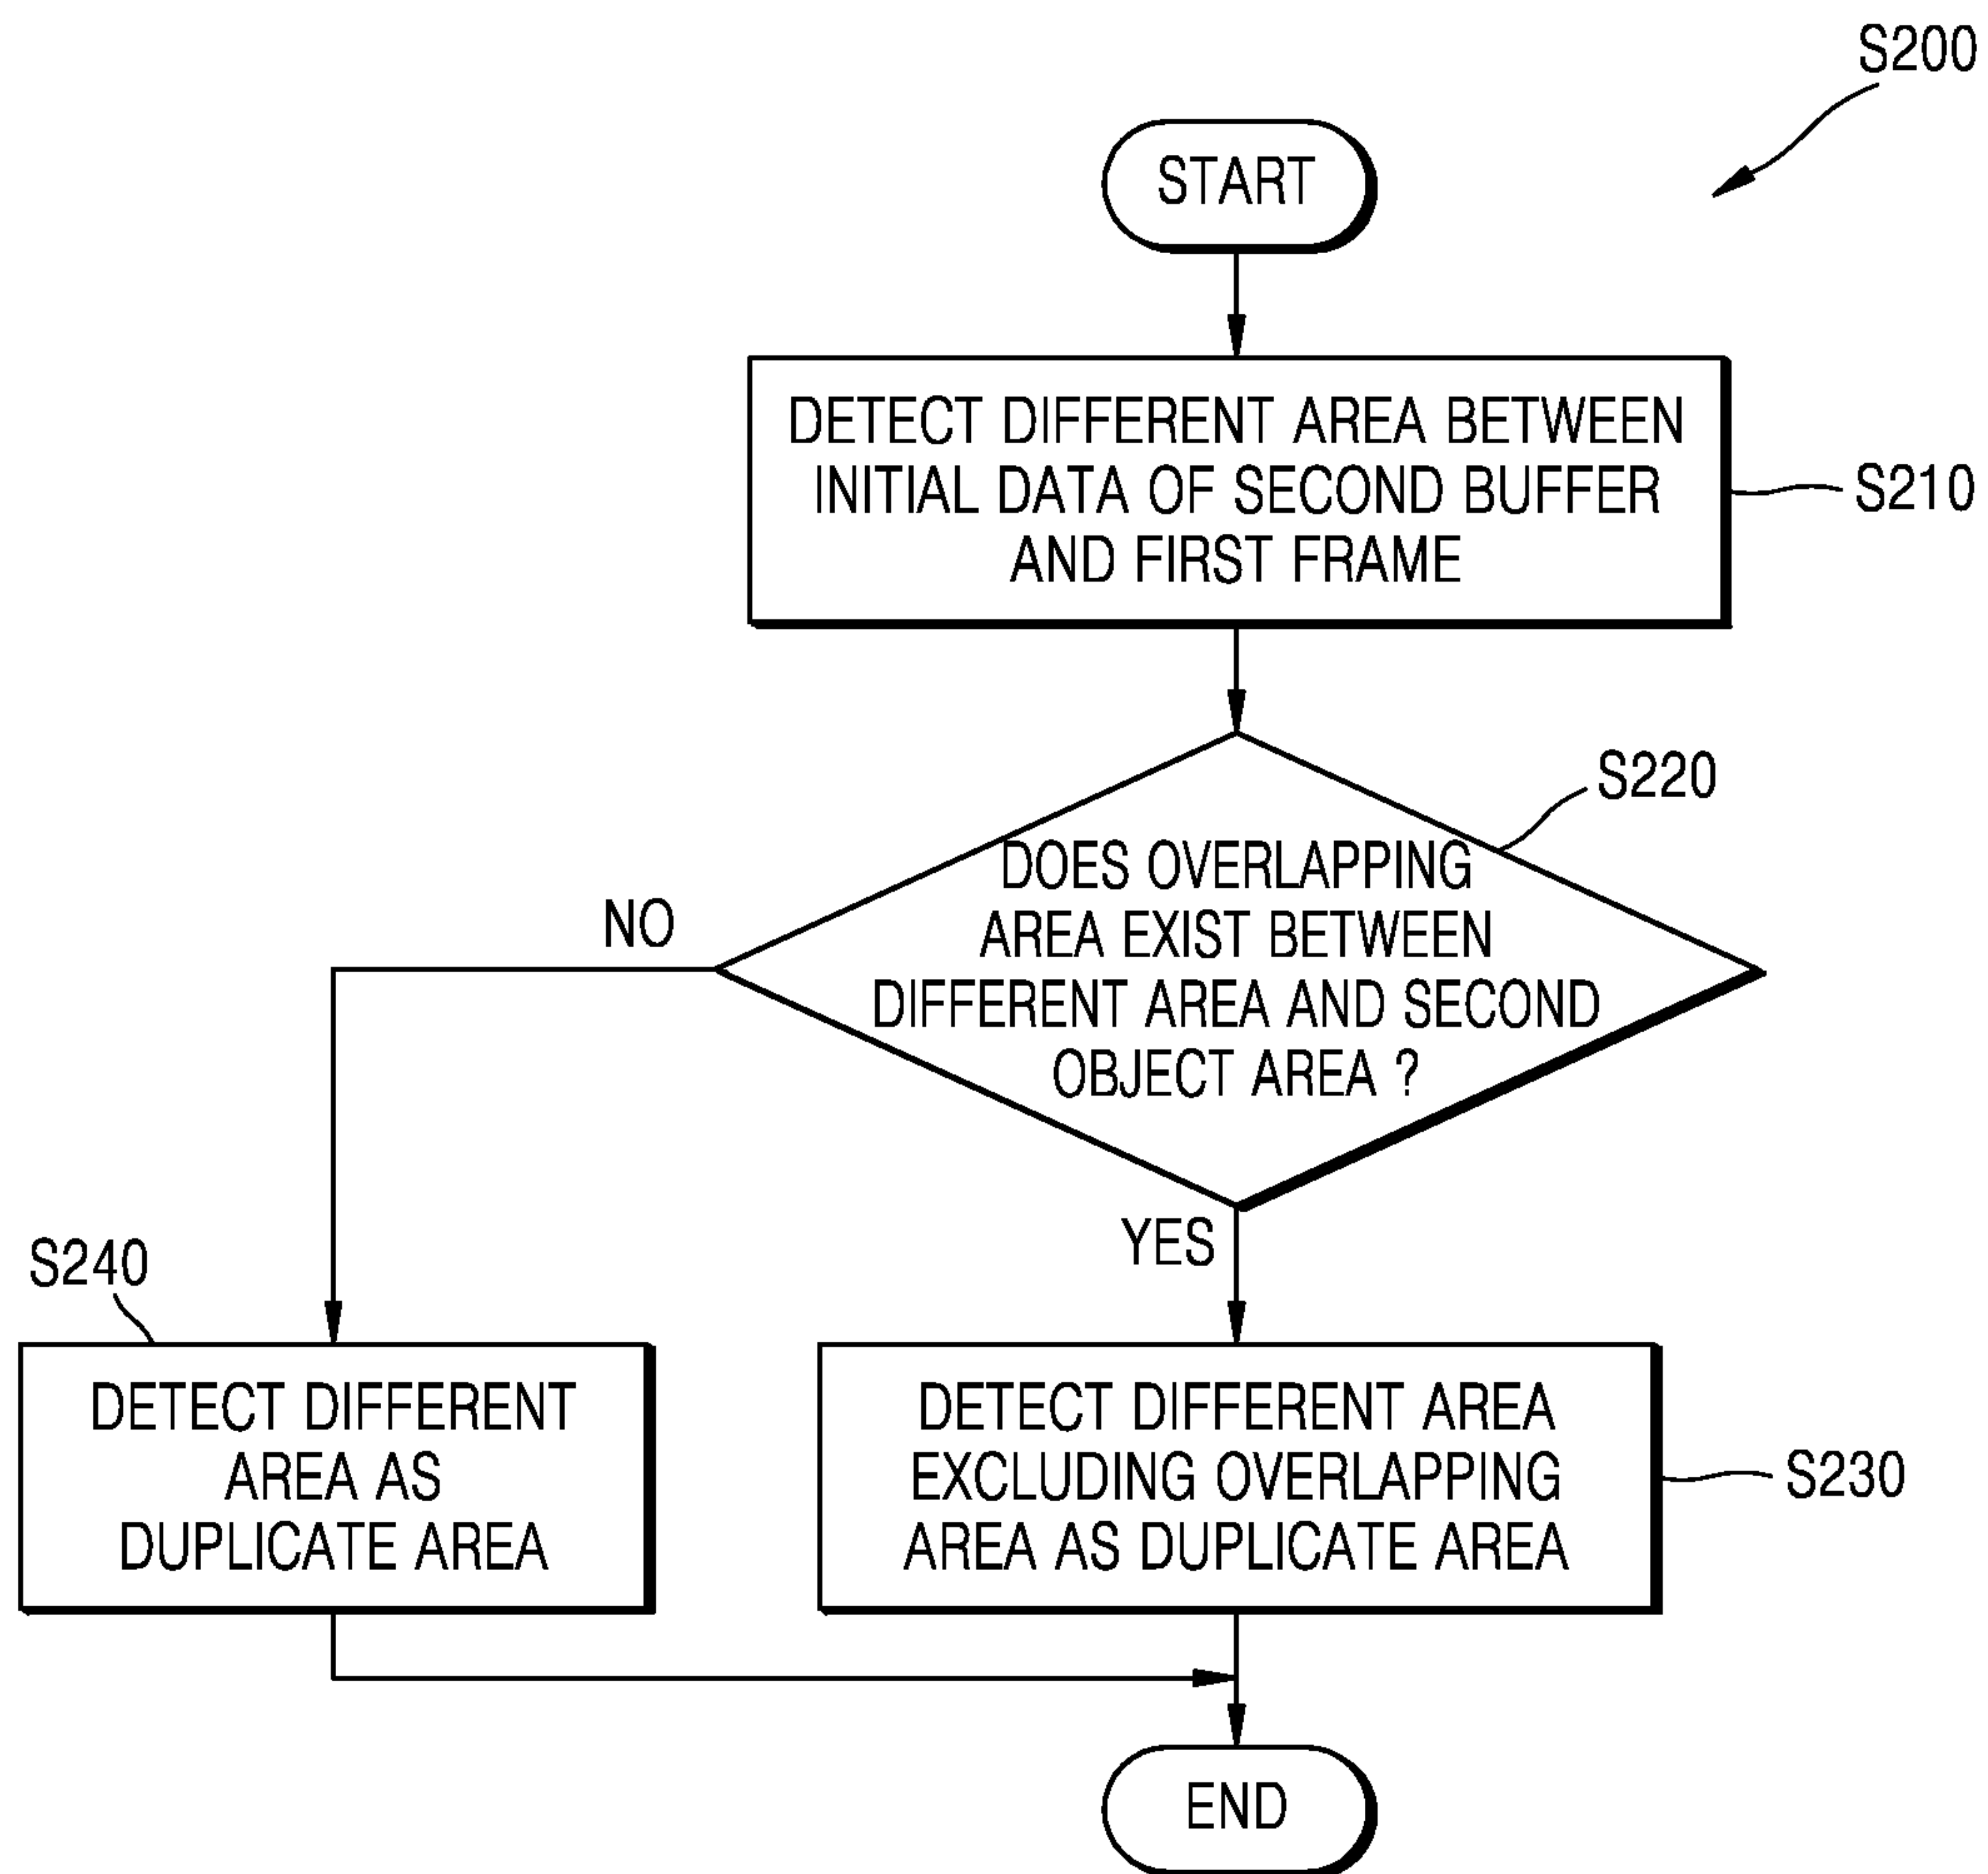 S200
START
DETECT DIFFERENT AREA BETWEEN
INITIAL DATA OF SECOND BUFFER
AND FIRST FRAME
S210
S220
DOES OVERLAPPING
AREA EXIST BETWEEN
DIFFERENT AREA AND SECOND
OBJECT AREA ?
NO
YES
S240
DETECT DIFFERENT
AREA AS
DUPLICATE AREA
DETECT DIFFERENT AREA
EXCLUDING OVERLAPPING
AREA AS DUPLICATE AREA
S230
END